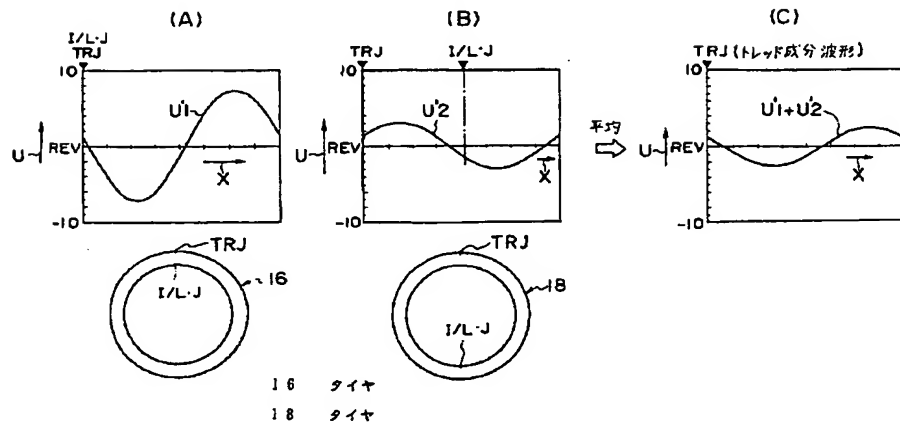 (A)
I/L·J
TRJ
10
U'1
U
REV
X
-10
TRJ
16
I/L·J
(B)
TRJ
I/L·J
10
U'2
U
REV
X
-10
TRJ
18
I/L·J
平均
(C)
TRJ (トレッド成分波形)
10
U'1+U'2
U
REV
X
-10
16 タイヤ
18 タイヤ